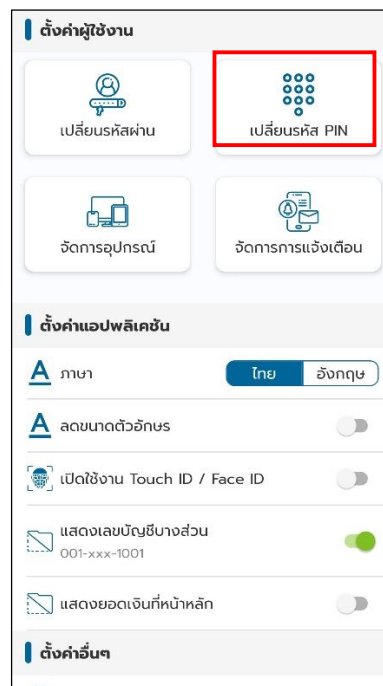 ตั้งค่าผู้ใช้งาน
เปลี่ยนรหัสผ่าน
เปลี่ยนรหัส PIN
จัดการอุปกรณ์
จัดการการแจ้งเตือน
ตั้งค่าแอปพลิเคชัน
A ภาษา ไทย อังกฤษ
A ลดขนาดตัวอักษร
เปิดใช้งาน Touch ID / Face ID
แสดงเลขบัญชีบางส่วน
001-xxx-1001
แสดงยอดเงินที่หน้าหลัก
ตั้งค่าอื่นๆ